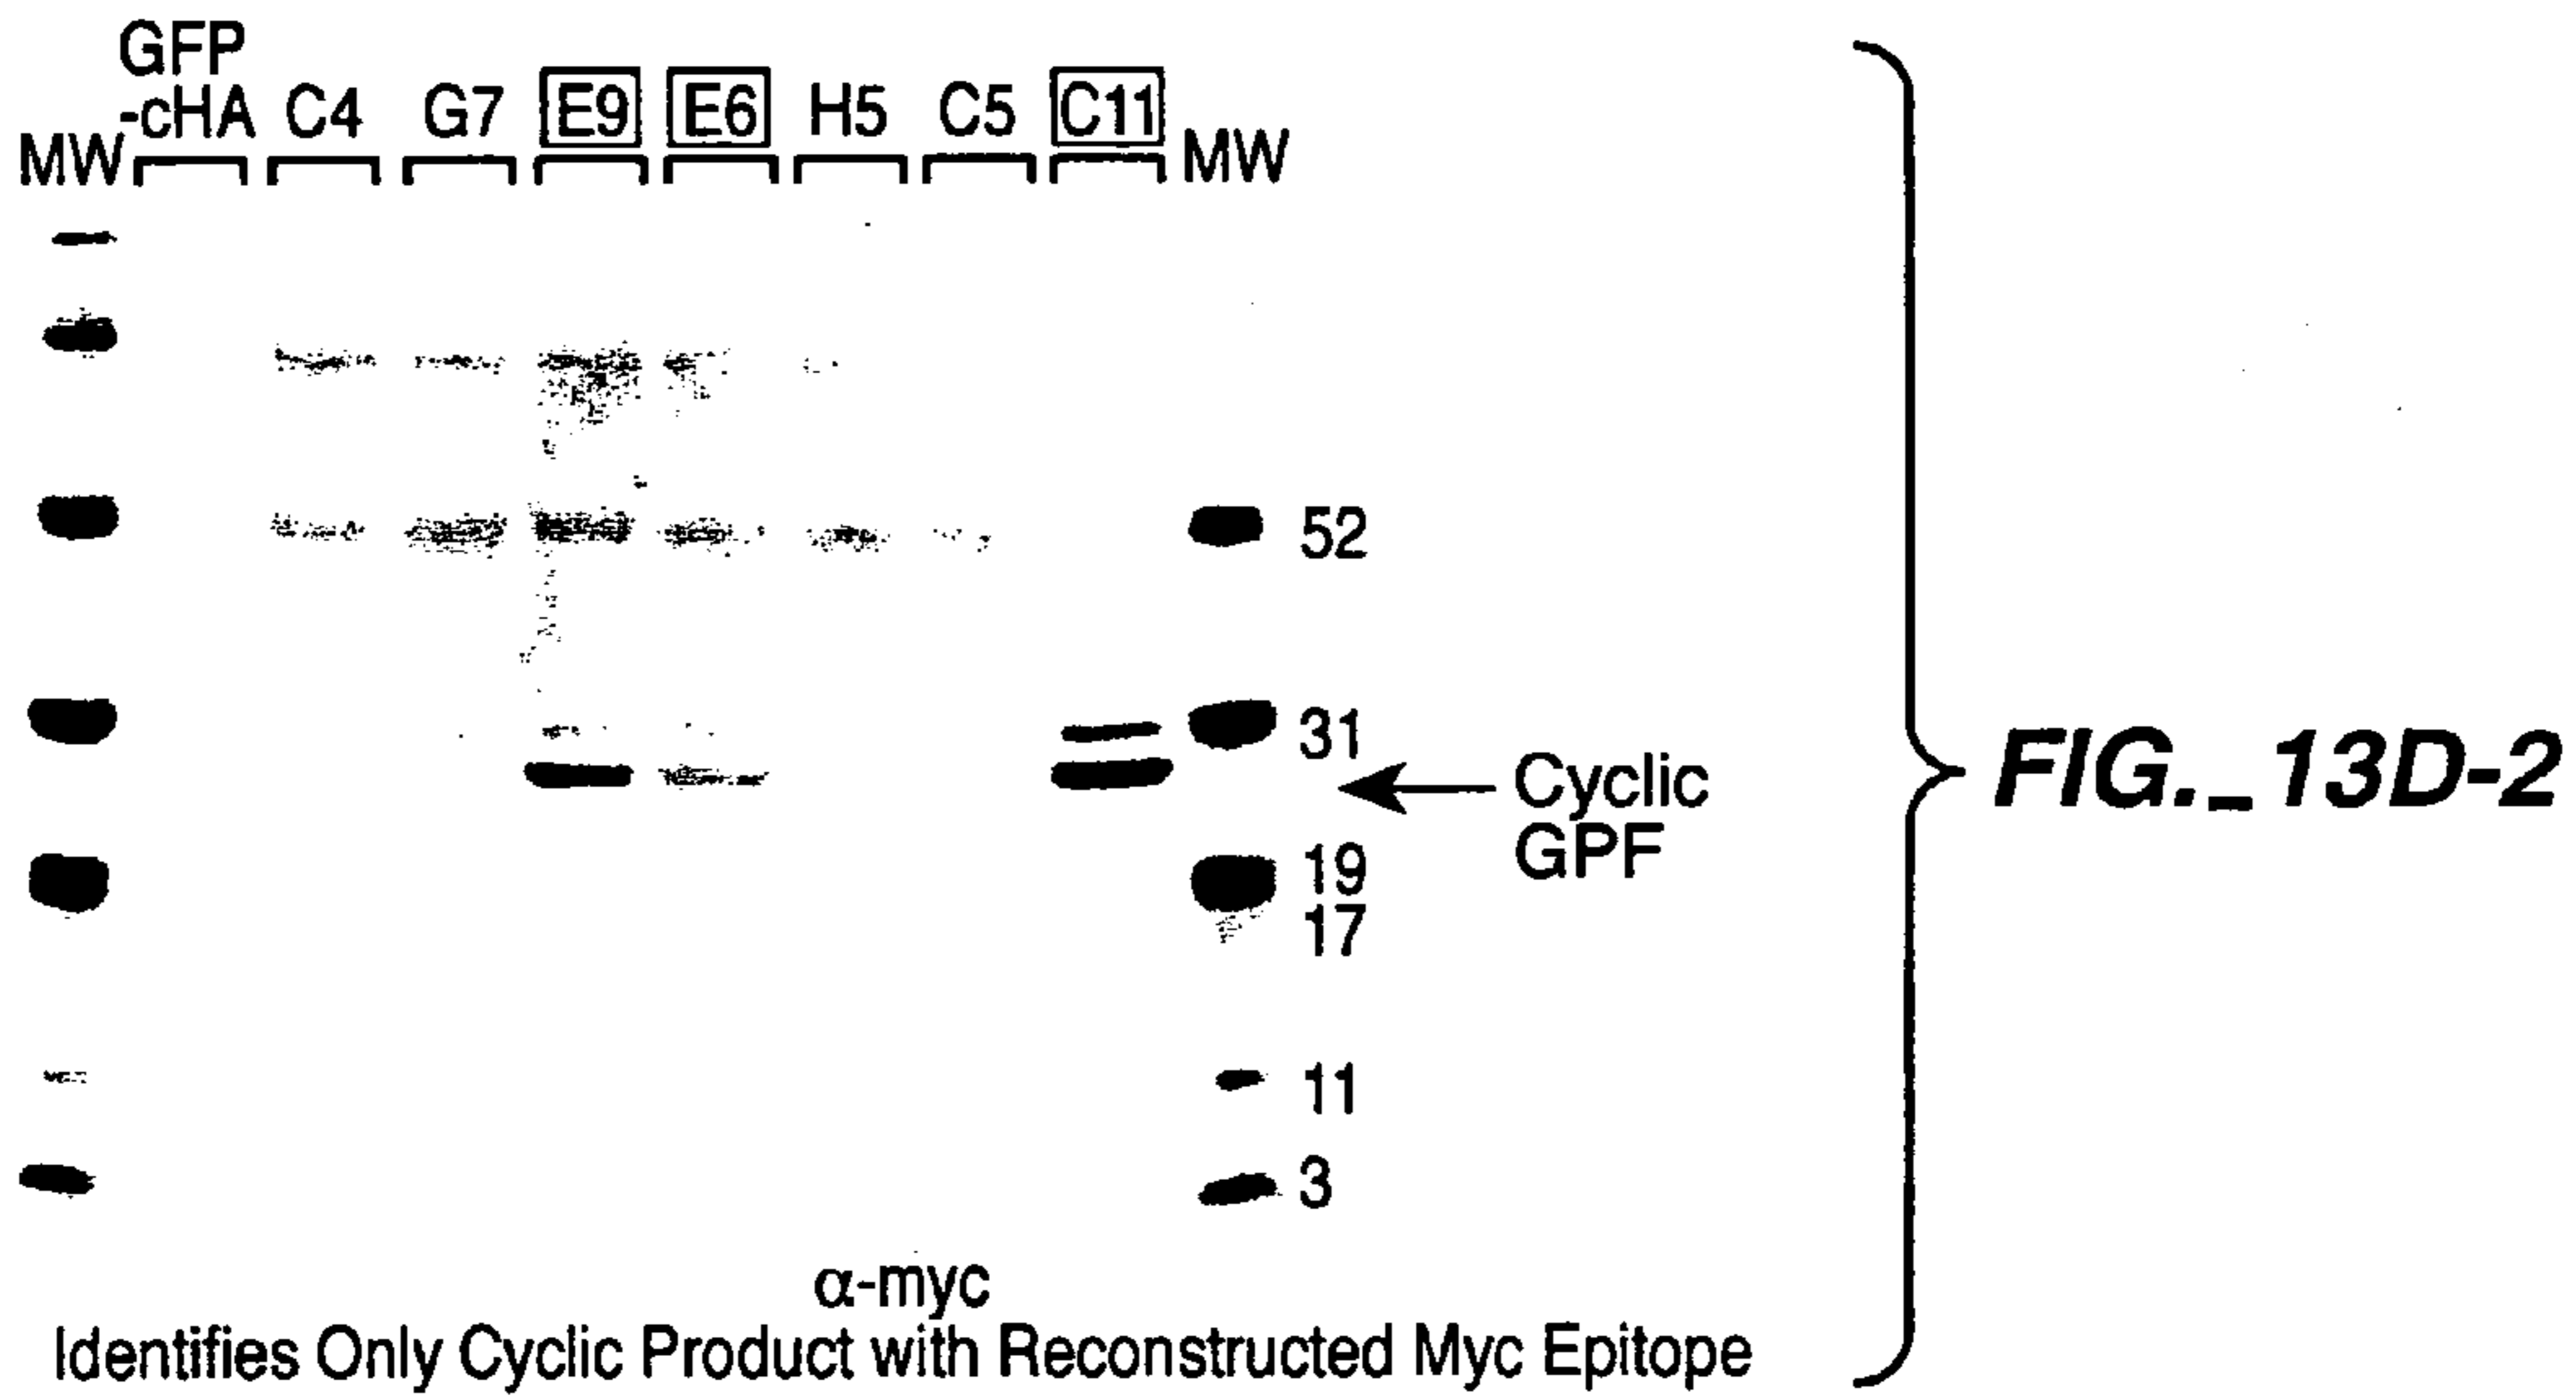 GFP
-cHA C4 G7 E9 E6 H5 C5 C11
MW MW
52
31
Cyclic
GPF
19
17
11
3
FIG._13D-2
α-myc
Identifies Only Cyclic Product with Reconstructed Myc Epitope